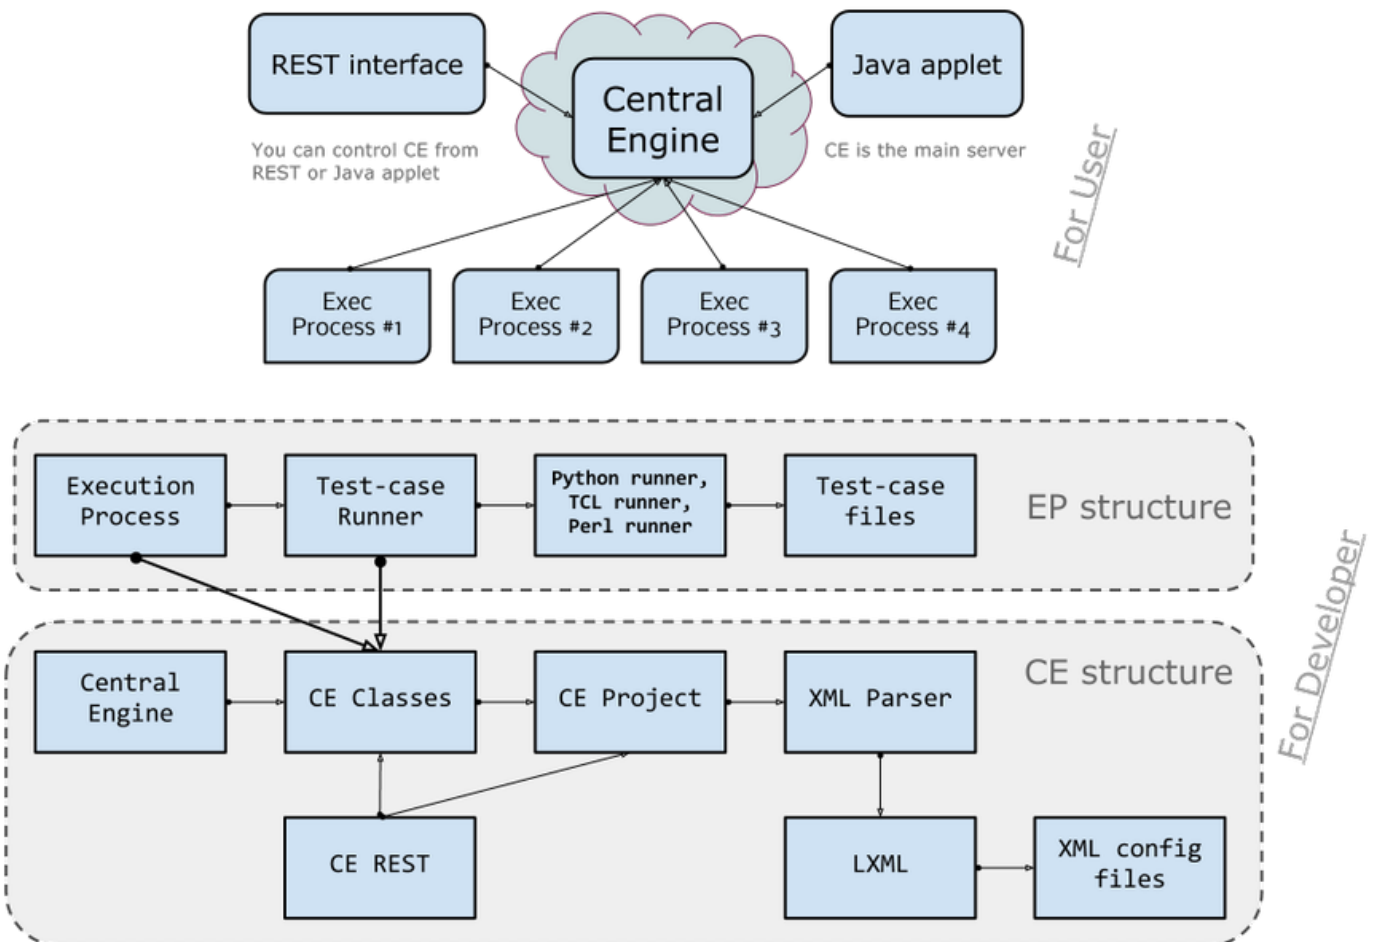 REST interface
Central
Engine
Java applet
You can control CE from
REST or Java applet
CE is the main server
For User
Exec
Process #1
Exec
Process #2
Exec
Process #3
Exec
Process #4
Execution
Process
Test-case
Runner
Python runner,
TCL runner,
Perl runner
Test-case
files
EP structure
For Developer
CE structure
Central
Engine
CE Classes
CE Project
XML Parser
CE REST
LXML
XML config
files